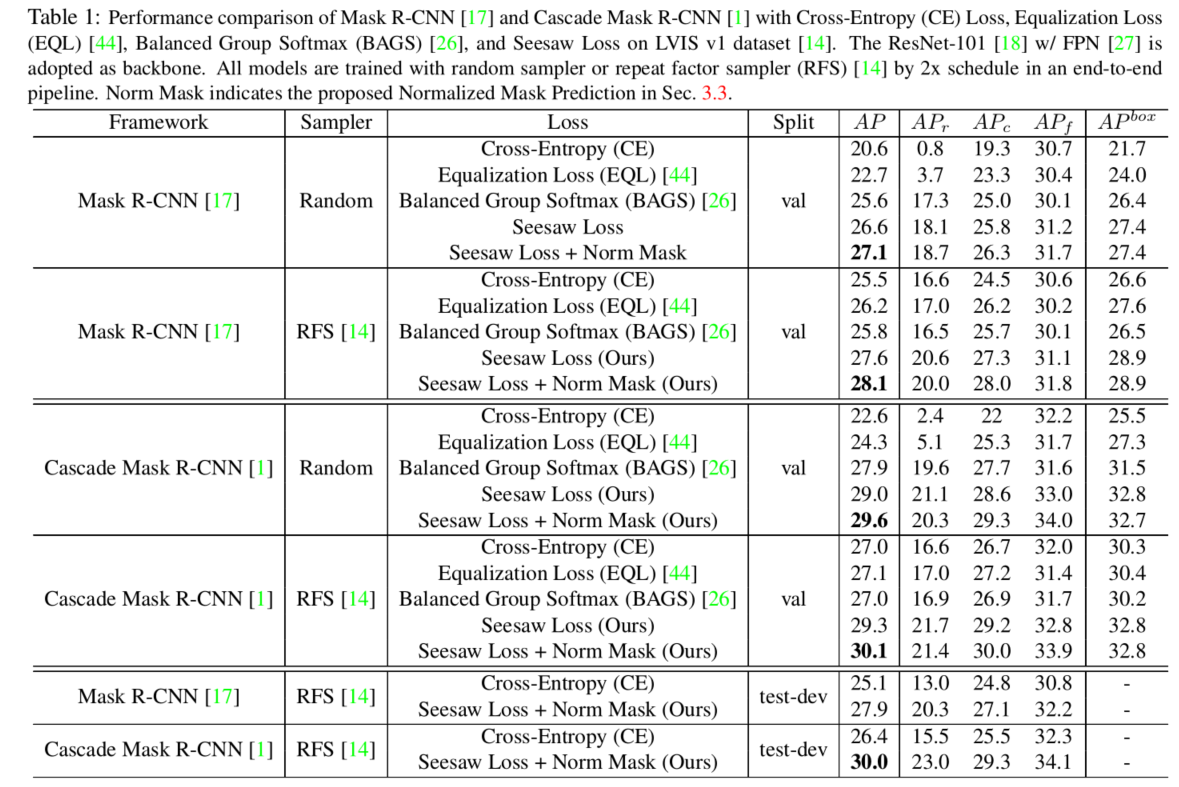 Table 1: Performance comparison of Mask R-CNN [17] and Cascade Mask R-CNN [1] with Cross-Entropy (CE) Loss, Equalization Loss
(EQL) [44], Balanced Group Softmax (BAGS) [26], and Seesaw Loss on LVIS v1 dataset [14]. The ResNet-101 [18] w/ FPN [27] is
adopted as backbone. All models are trained with random sampler or repeat factor sampler (RFS) [14] by 2x schedule in an end-to-end
pipeline. Norm Mask indicates the proposed Normalized Mask Prediction in Sec. 3.3.
Framework Sampler Loss Split AP APr APc APf APbox
Cross-Entropy (CE) 20.6 0.8 19.3 30.7 21.7
Equalization Loss (EQL) [44] 22.7 3.7 23.3 30.4 24.0
Mask R-CNN [17] Random Balanced Group Softmax (BAGS) [26] val 25.6 17.3 25.0 30.1 26.4
Seesaw Loss 26.6 18.1 25.8 31.2 27.4
Seesaw Loss + Norm Mask 27.1 18.7 26.3 31.7 27.4
Cross-Entropy (CE) 25.5 16.6 24.5 30.6 26.6
Equalization Loss (EQL) [44] 26.2 17.0 26.2 30.2 27.6
Mask R-CNN [17] RFS [14] Balanced Group Softmax (BAGS) [26] val 25.8 16.5 25.7 30.1 26.5
Seesaw Loss (Ours) 27.6 20.6 27.3 31.1 28.9
Seesaw Loss + Norm Mask (Ours) 28.1 20.0 28.0 31.8 28.9
Cross-Entropy (CE) 22.6 2.4 22 32.2 25.5
Equalization Loss (EQL) [44] 24.3 5.1 25.3 31.7 27.3
Cascade Mask R-CNN [1] Random Balanced Group Softmax (BAGS) [26] val 27.9 19.6 27.7 31.6 31.5
Seesaw Loss (Ours) 29.0 21.1 28.6 33.0 32.8
Seesaw Loss + Norm Mask (Ours) 29.6 20.3 29.3 34.0 32.7
Cross-Entropy (CE) 27.0 16.6 26.7 32.0 30.3
Equalization Loss (EQL) [44] 27.1 17.0 27.2 31.4 30.4
Cascade Mask R-CNN [1] RFS [14] Balanced Group Softmax (BAGS) [26] val 27.0 16.9 26.9 31.7 30.2
Seesaw Loss (Ours) 29.3 21.7 29.2 32.8 32.8
Seesaw Loss + Norm Mask (Ours) 30.1 21.4 30.0 33.9 32.8
Mask R-CNN [17] RFS [14] Cross-Entropy (CE) test-dev 25.1 13.0 24.8 30.8 -
Seesaw Loss + Norm Mask (Ours) 27.9 20.3 27.1 32.2 -
Cascade Mask R-CNN [1] RFS [14] Cross-Entropy (CE) test-dev 26.4 15.5 25.5 32.3 -
Seesaw Loss + Norm Mask (Ours) 30.0 23.0 29.3 34.1 -